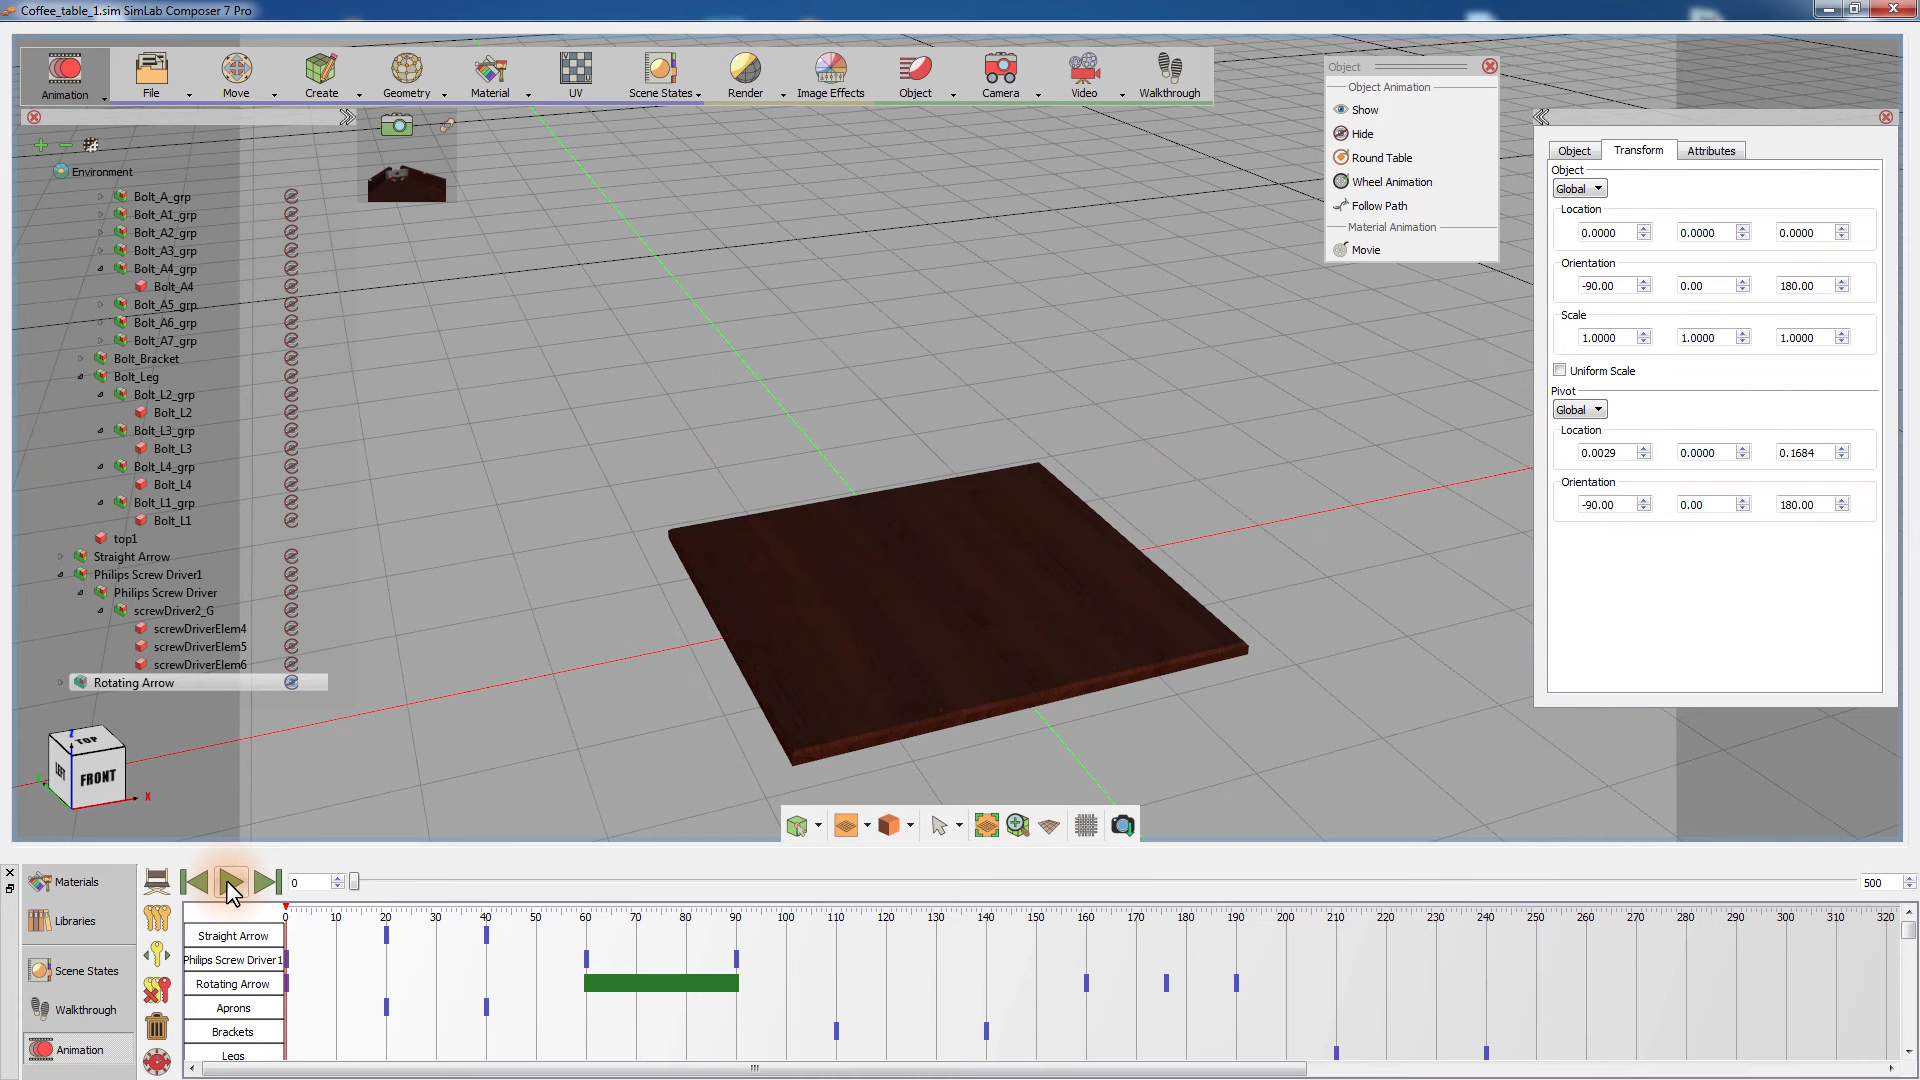 Coffee_table_1.sim SimLab Composer 7 Pro
Animation
File
Move
Create
Geometry
Material
UV
Scene States
Render
Image Effects
Object
Camera
Video
Walkthrough
Environment
Bolt_A_grp
Bolt_A1_grp
Bolt_A2_grp
Bolt_A3_grp
Bolt_A4_grp
Bolt_A4
Bolt_A5_grp
Bolt_A6_grp
Bolt_A7_grp
Bolt_Bracket
Bolt_Leg
Bolt_L2_grp
Bolt_L2
Bolt_L3_grp
Bolt_L3
Bolt_L4_grp
Bolt_L4
Bolt_L1_grp
Bolt_L1
top1
Straight Arrow
Philips Screw Driver1
Philips Screw Driver
screwDriver2_G
screwDriverElem4
screwDriverElem5
screwDriverElem6
Rotating Arrow
Object
Object Animation
Show
Hide
Round Table
Wheel Animation
Follow Path
Material Animation
Movie
Object Transform Attributes
Object
Global
Location
0.0000 0.0000 0.0000
Orientation
-90.00 0.00 180.00
Scale
1.0000 1.0000 1.0000
Uniform Scale
Pivot
Global
Location
0.0029 0.0000 0.1684
Orientation
-90.00 0.00 180.00
TOP
LEFT
FRONT
Z
X
Materials
Libraries
Scene States
Walkthrough
Animation
0
500
0 10 20 30 40 50 60 70 80 90 100 110 120 130 140 150 160 170 180 190 200 210 220 230 240 250 260 270 280 290 300 310 320
Straight Arrow
Philips Screw Driver1
Rotating Arrow
Aprons
Brackets
Legs